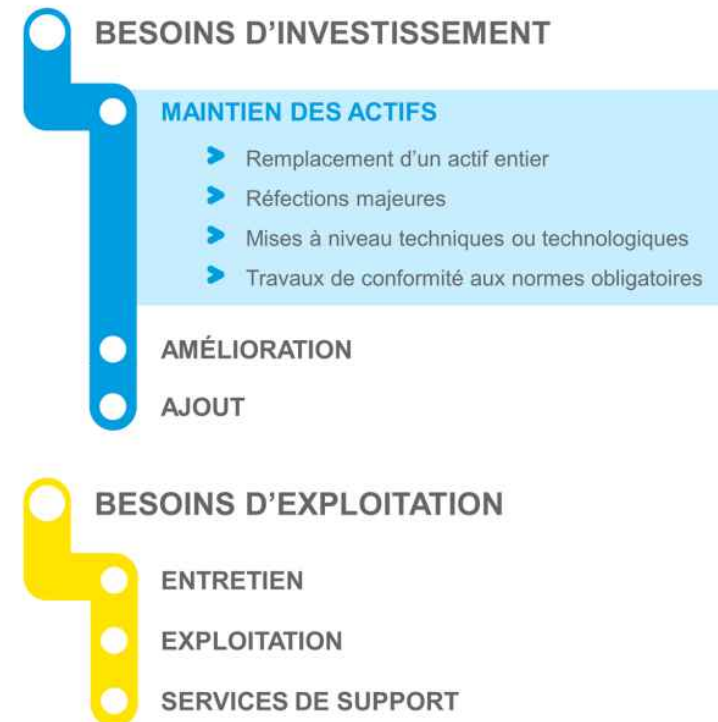 BESOINS D'INVESTISSEMENT
MAINTIEN DES ACTIFS
Remplacement d'un actif entier
Réfections majeures
Mises à niveau techniques ou technologiques
Travaux de conformité aux normes obligatoires
AMÉLIORATION
AJOUT
BESOINS D'EXPLOITATION
ENTRETIEN
EXPLOITATION
SERVICES DE SUPPORT